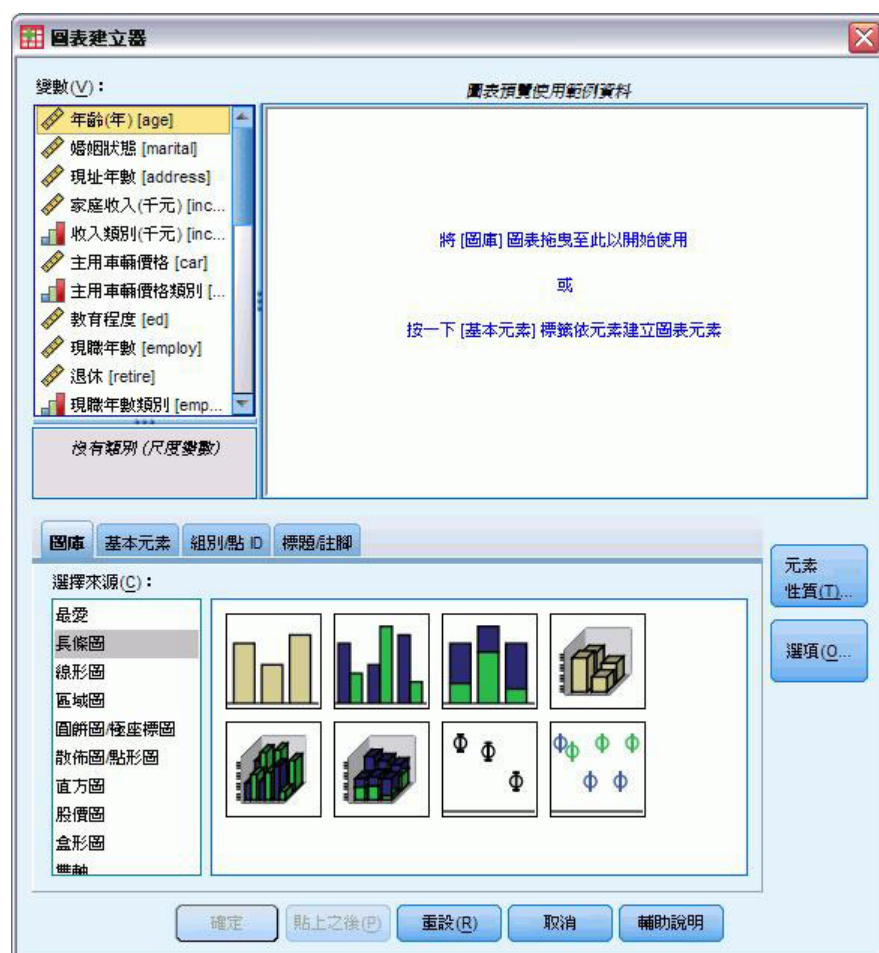 圖表建立器
變數(V)：
年齡(年) [age]
婚姻狀態 [marital]
現址年數 [address]
家庭收入(千元) [inc...
收入類別(千元) [inc...
主用車輛價格 [car]
主用車輛價格類別 [...
教育程度 [ed]
現職年數 [employ]
退休 [retire]
現職年數類別 [emp...
沒有類別 (尺度變數)
圖表預覽使用範例資料
將 [圖庫] 圖表拖曳至此以開始使用
或
按一下 [基本元素] 標籤依元素建立圖表元素
圖庫 基本元素 組別/點 ID 標題/註腳
選擇來源(C)：
最愛
長條圖
線形圖
區域圖
圓餅圖/極座標圖
散佈圖/點形圖
直方圖
股價圖
盒形圖
雙軸
元素
性質(T)...
選項(O...
確定 貼上之後(P) 重設(R) 取消 輔助說明